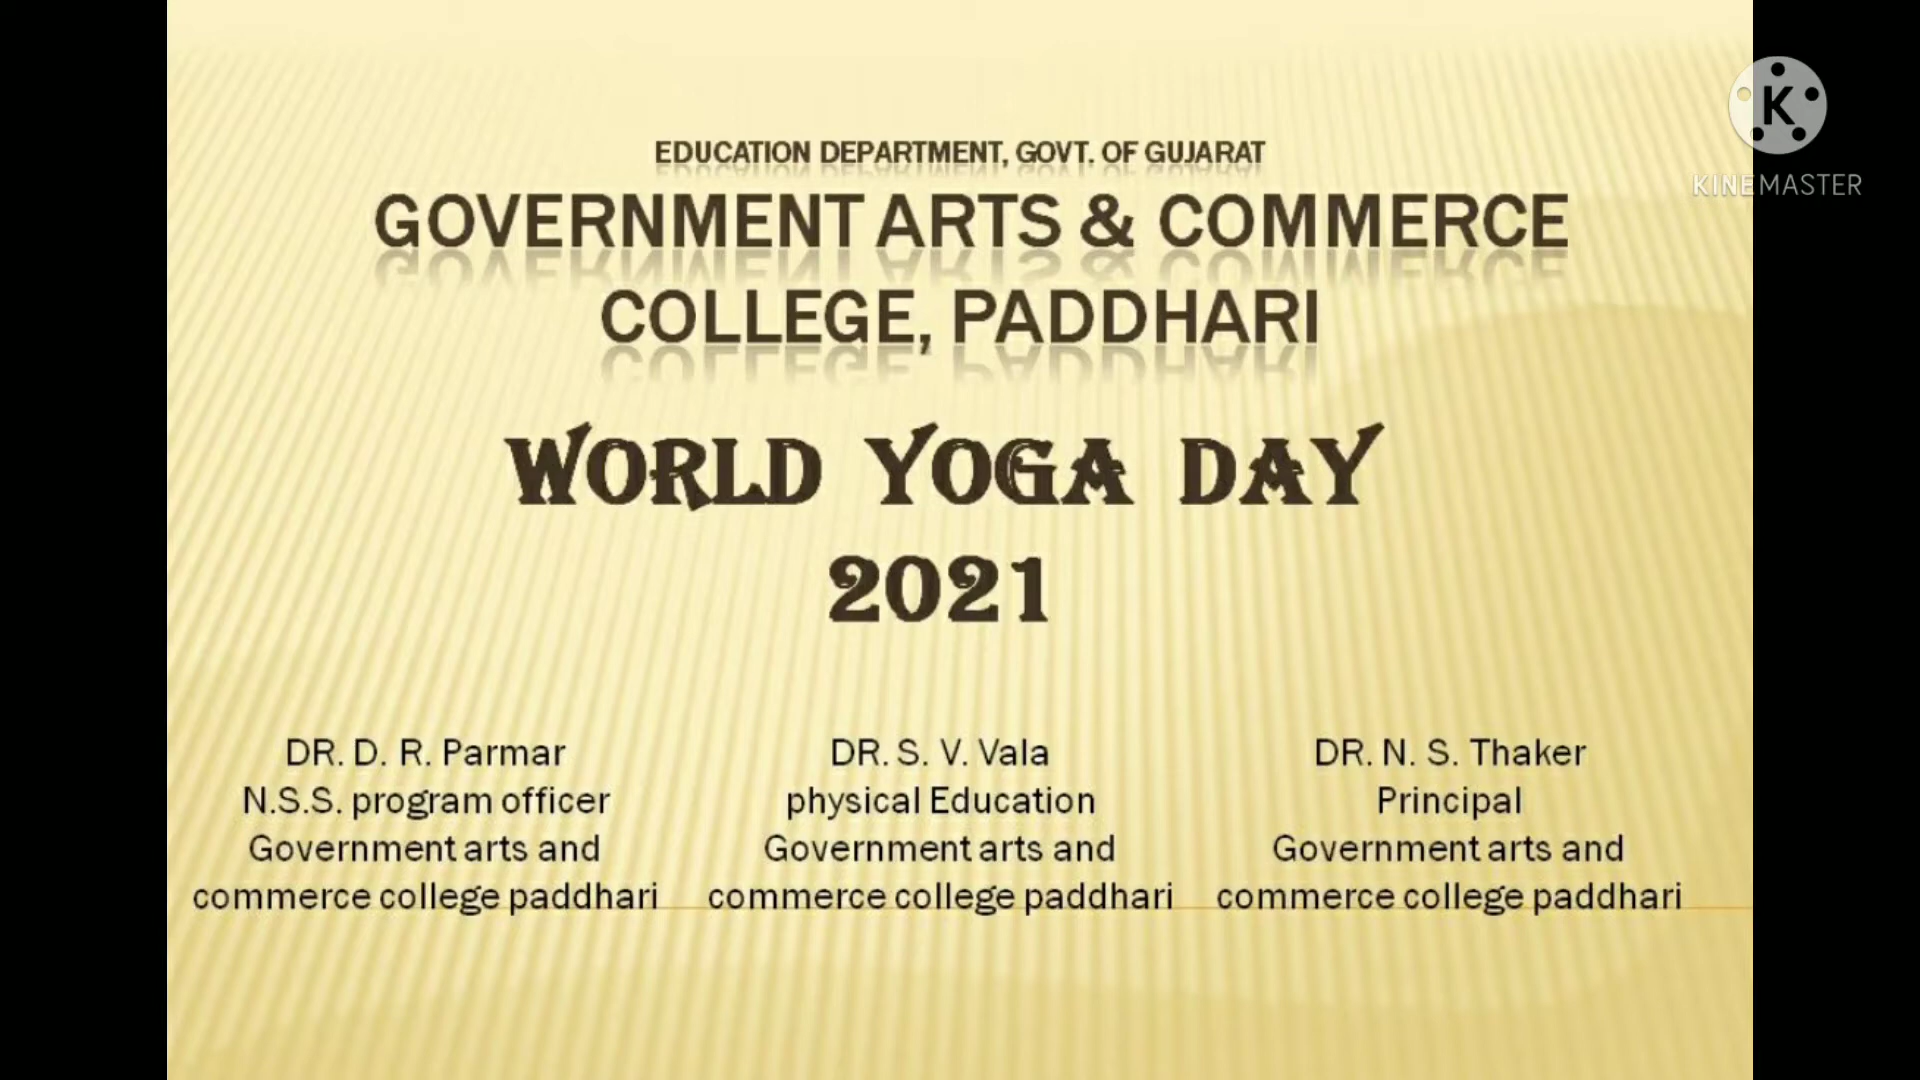 EDUCATION DEPARTMENT, GOVT. OF GUJARAT
GOVERNMENT ARTS & COMMERCE
COLLEGE, PADDHARI
WORLD YOGA DAY
2021
DR. D. R. Parmar
N.S.S. program officer
Government arts and
commerce college paddhari
DR. S. V. Vala
physical Education
Government arts and
commerce college paddhari
DR. N. S. Thaker
Principal
Government arts and
commerce college paddhari
K
KINEMASTER